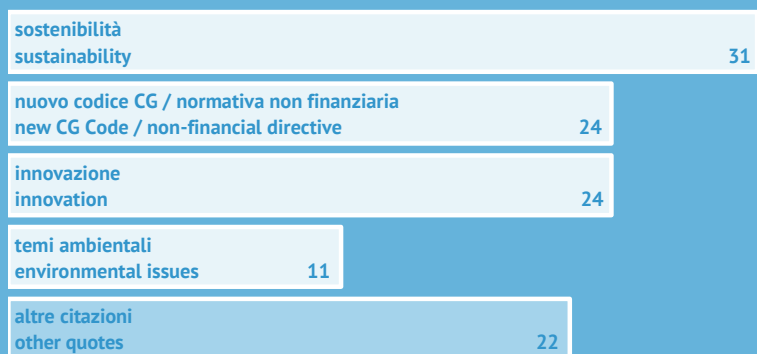 sostenibilità
sustainability 31
nuovo codice CG / normativa non finanziaria
new CG Code / non-financial directive 24
innovazione
innovation 24
temi ambientali
environmental issues 11
altre citazioni
other quotes 22